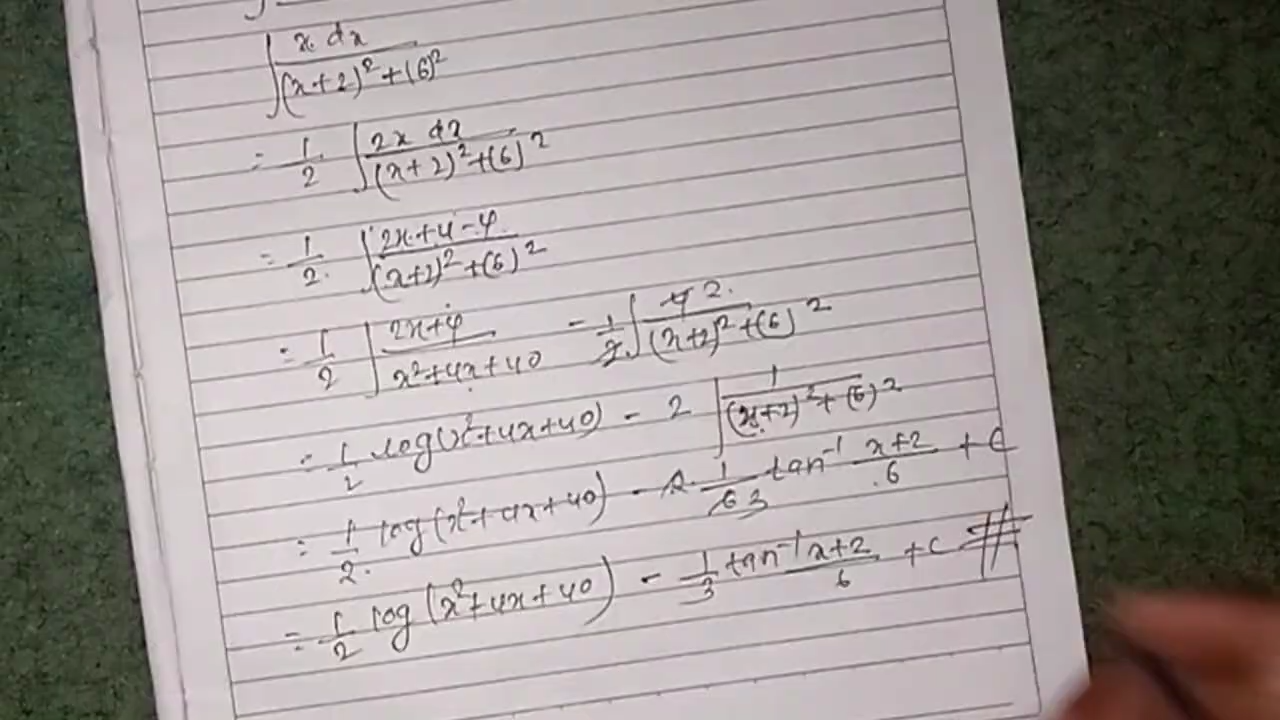 ∫ x. dx / (x+2)² + (6)²
= 1/2 ∫ 2x dx / (x+2)² + (6)²
= 1/2 ∫ 2x+4-4 / (x+2)² + (6)²
= 1/2 ∫ 2x+4 / x²+4x+40 - 1/2 ∫ 4 2. / (x+2)² + (6)²
= 1/2 log(x²+4x+40) - 2 ∫ 1 / (x+2)² + (6)²
= 1/2. log(x²+4x+40) - 2. 1/6 3 tan⁻¹ x+2/6 + C
= 1/2 log(x²+4x+40) - 1/3 tan⁻¹ x+2/6 + C #